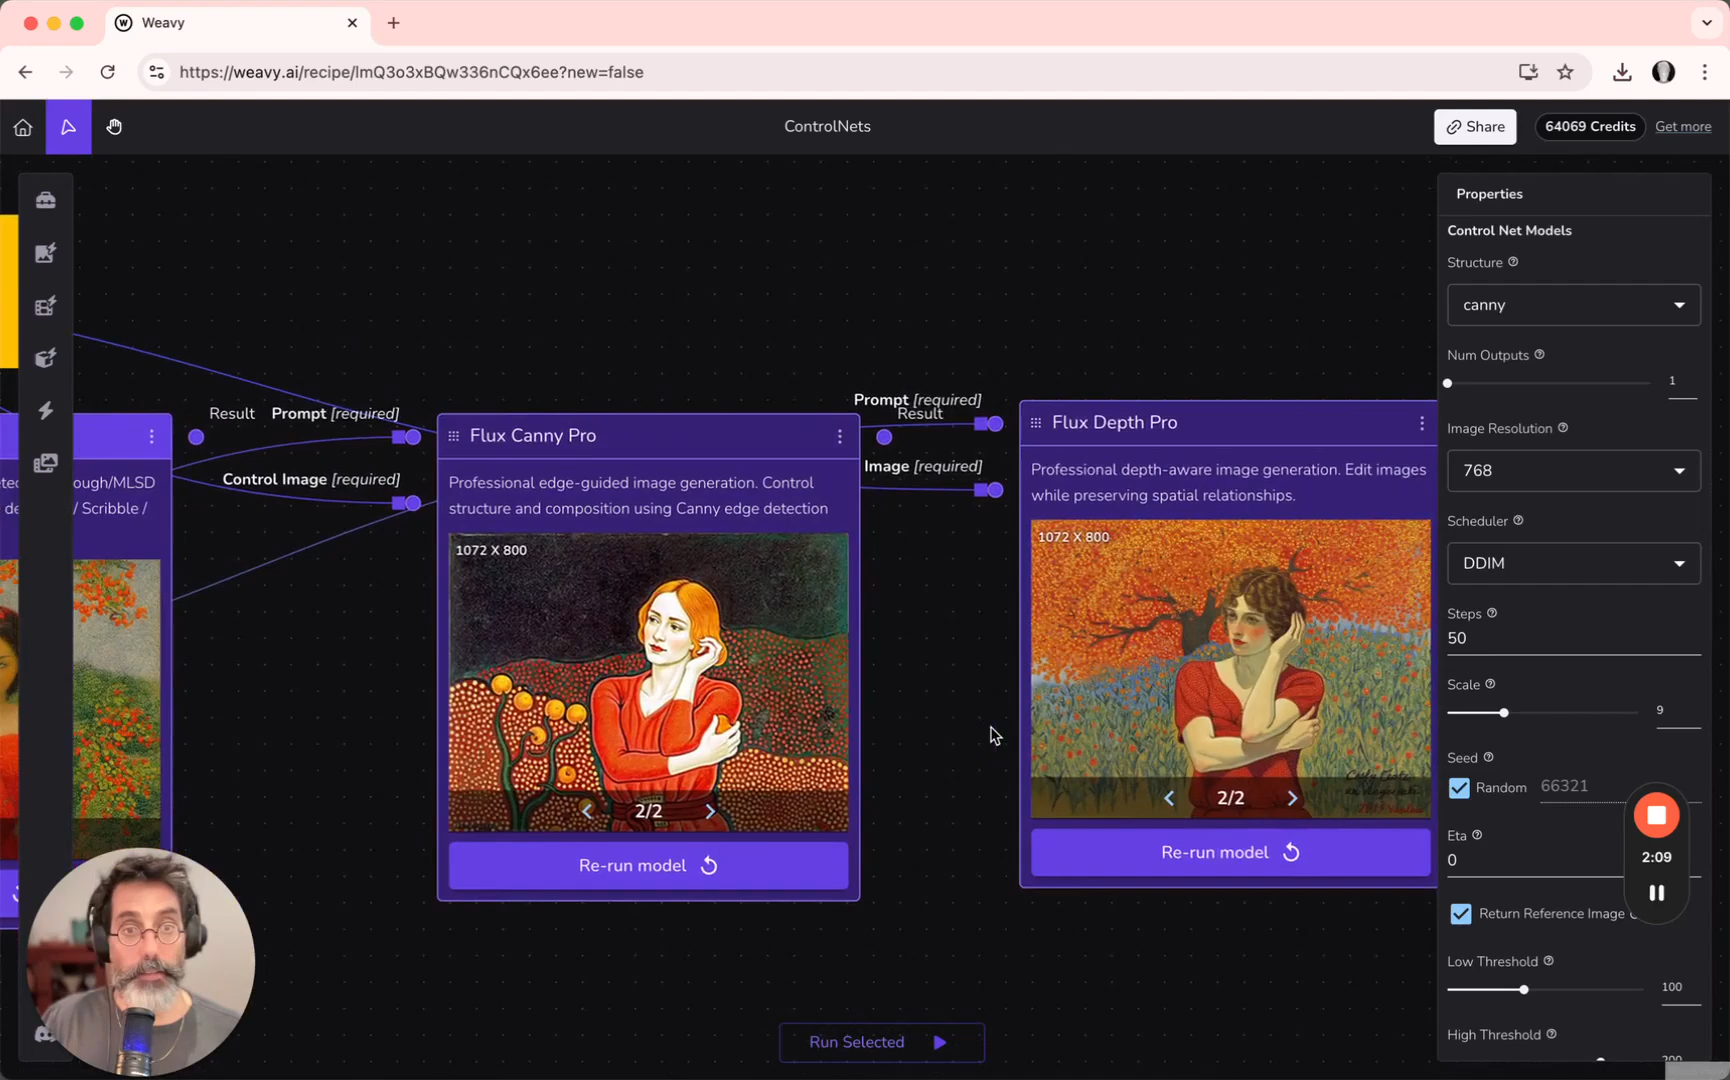 Weavy
https://weavy.ai/recipe/lmQ3o3xBQw336nCQx6ee?new=false
ControlNets
Share
64069 Credits
Get more
Properties
Control Net Models
Structure
canny
Num Outputs
1
Image Resolution
768
Scheduler
DDIM
Steps
50
Scale
9
Seed
Random
66321
Eta
0
Return Reference Image
Low Threshold
100
High Threshold
200
2:09
Result
Prompt [required]
Control Image [required]
ough/MLSD
/ Scribble /
Flux Canny Pro
Professional edge-guided image generation. Control
structure and composition using Canny edge detection
1072 X 800
2/2
Re-run model
Prompt [required]
Result
Image [required]
Flux Depth Pro
Professional depth-aware image generation. Edit images
while preserving spatial relationships.
1072 X 800
2/2
Re-run model
Run Selected